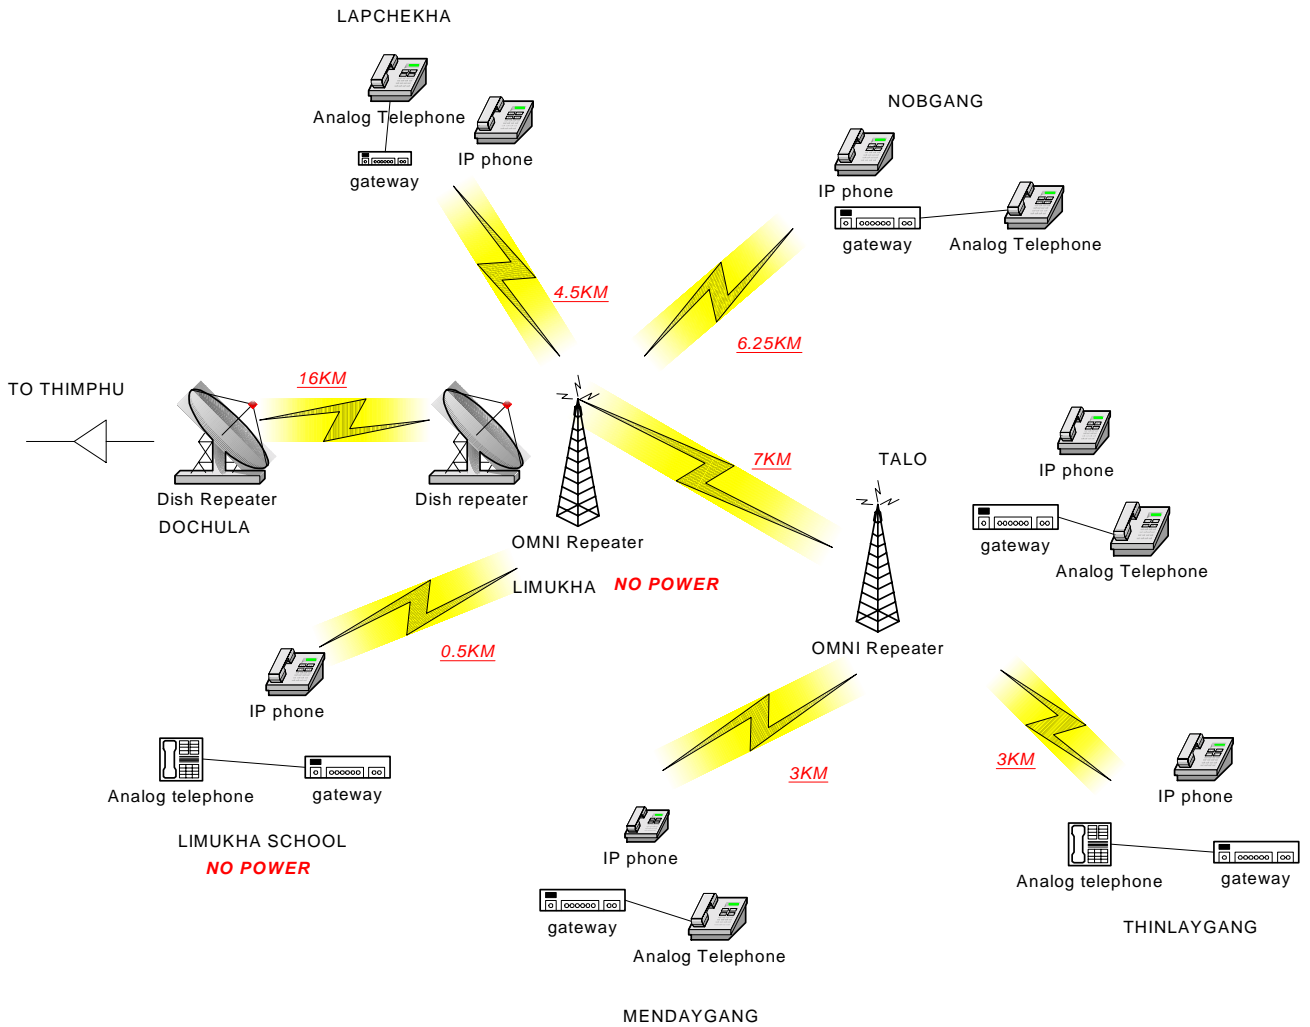 LAPCHEKHA
Analog Telephone
IP phone
gateway
NOBGANG
IP phone
gateway
Analog Telephone
4.5KM
6.25KM
TO THIMPHU
16KM
Dish Repeater
DOCHULA
Dish repeater
OMNI Repeater
LIMUKHA
NO POWER
7KM
TALO
IP phone
gateway
Analog Telephone
OMNI Repeater
0.5KM
IP phone
Analog telephone
gateway
LIMUKHA SCHOOL
NO POWER
3KM
3KM
IP phone
gateway
Analog Telephone
MENDAYGANG
IP phone
Analog telephone
gateway
THINLAYGANG